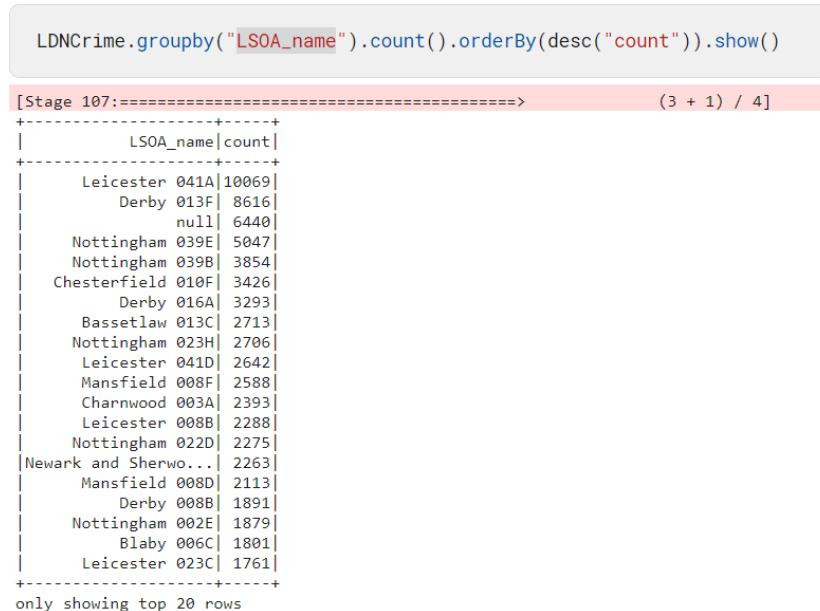 LDNCrime.groupby("LSOA_name").count().orderBy(desc("count")).show()
[Stage 107:==========================================>              (3 + 1) / 4]
+--------------------+-----+
|           LSOA_name|count|
+--------------------+-----+
|      Leicester 041A|10069|
|          Derby 013F| 8616|
|                null| 6440|
|     Nottingham 039E| 5047|
|     Nottingham 039B| 3854|
|   Chesterfield 010F| 3426|
|          Derby 016A| 3293|
|      Bassetlaw 013C| 2713|
|     Nottingham 023H| 2706|
|      Leicester 041D| 2642|
|      Mansfield 008F| 2588|
|      Charnwood 003A| 2393|
|      Leicester 008B| 2288|
|     Nottingham 022D| 2275|
|Newark and Sherwo...| 2263|
|      Mansfield 008D| 2113|
|          Derby 008B| 1891|
|     Nottingham 002E| 1879|
|          Blaby 006C| 1801|
|      Leicester 023C| 1761|
+--------------------+-----+
only showing top 20 rows